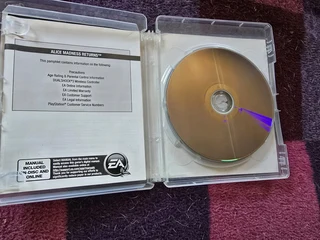 ALICE MADNESS RETURNS™
This pamphlet contains information on the following:
Precautions
Age Rating & Parental Control Information
DUALSHOCK®3 Wireless Controller
EA Online Information
EA Limited Warranty
EA Customer Support
EA Legal Information
PlayStation® Customer Service Numbers
MANUAL
INCLUDED
ON-DISC AND
ONLINE
EA